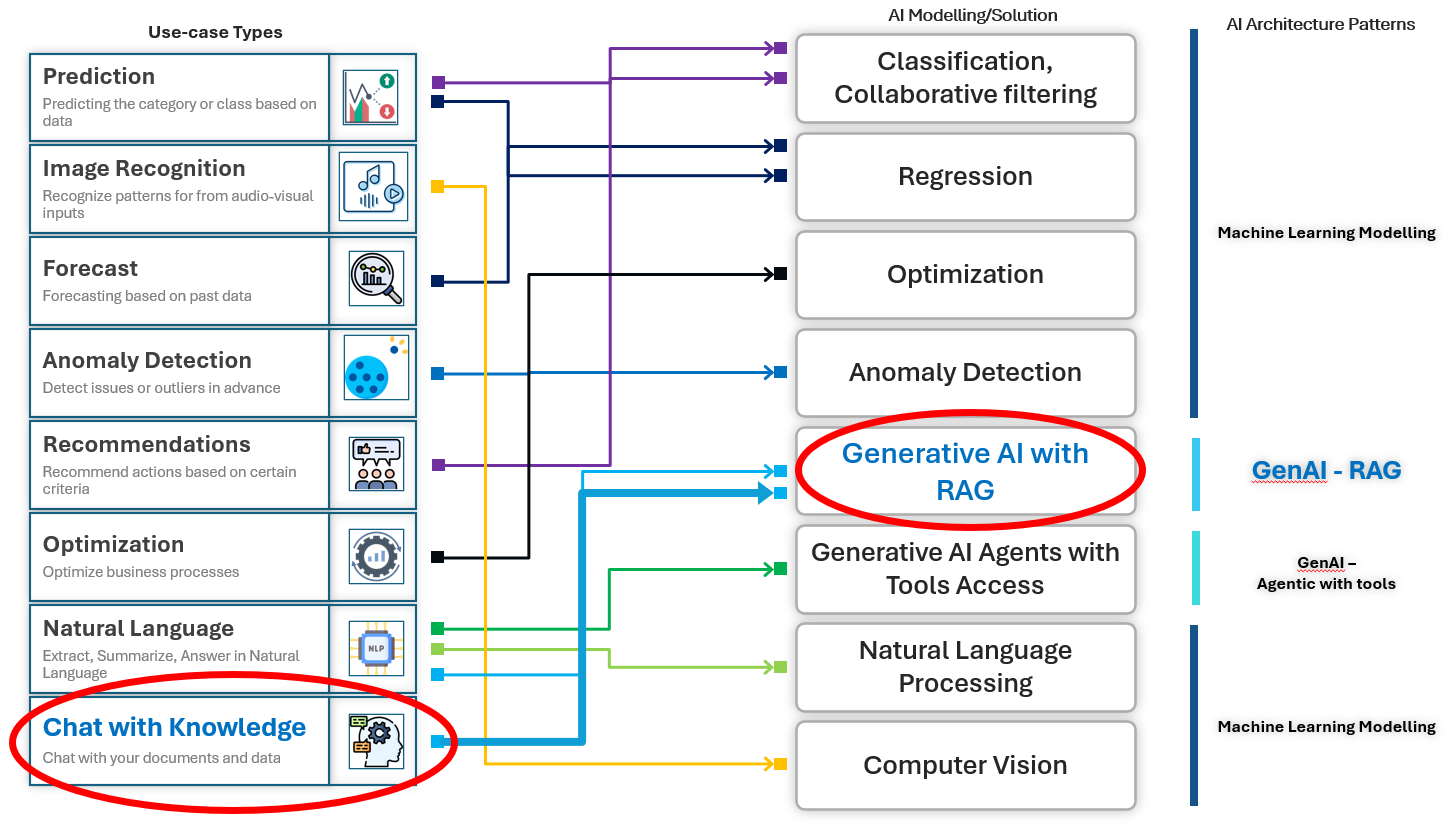 Use-case Types
Prediction
Predicting the category or class based on
data
Image Recognition
Recognize patterns for from audio-visual
inputs
Forecast
Forecasting based on past data
Anomaly Detection
Detect issues or outliers in advance
Recommendations
Recommend actions based on certain
criteria
Optimization
Optimize business processes
Natural Language
Extract, Summarize, Answer in Natural
Language
NLP
Chat with Knowledge
Chat with your documents and data
AI Modelling/Solution
Classification,
Collaborative filtering
Regression
Optimization
Anomaly Detection
Generative AI with
RAG
Generative AI Agents with
Tools Access
Natural Language
Processing
Computer Vision
AI Architecture Patterns
Machine Learning Modelling
GenAI - RAG
GenAI –
Agentic with tools
Machine Learning Modelling